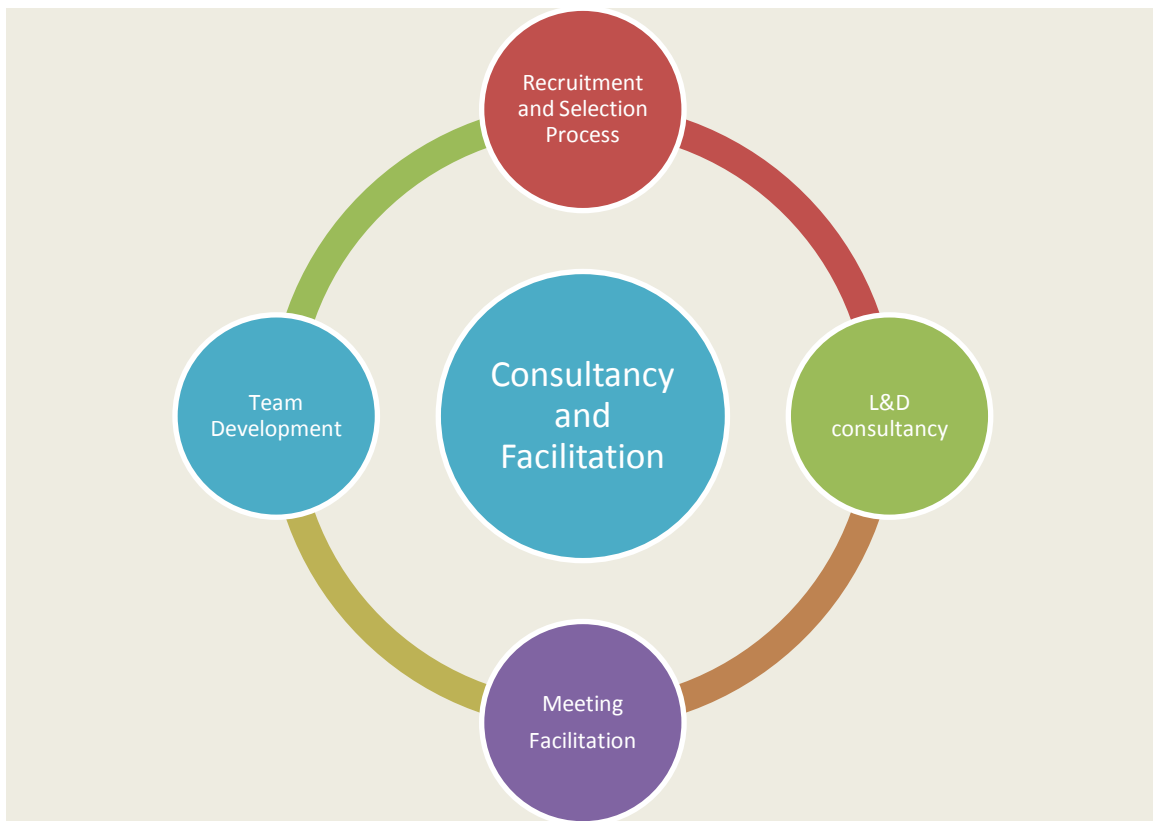 Recruitment
and Selection
Process
Team
Development
Consultancy
and
Facilitation
L&D
consultancy
Meeting
Facilitation